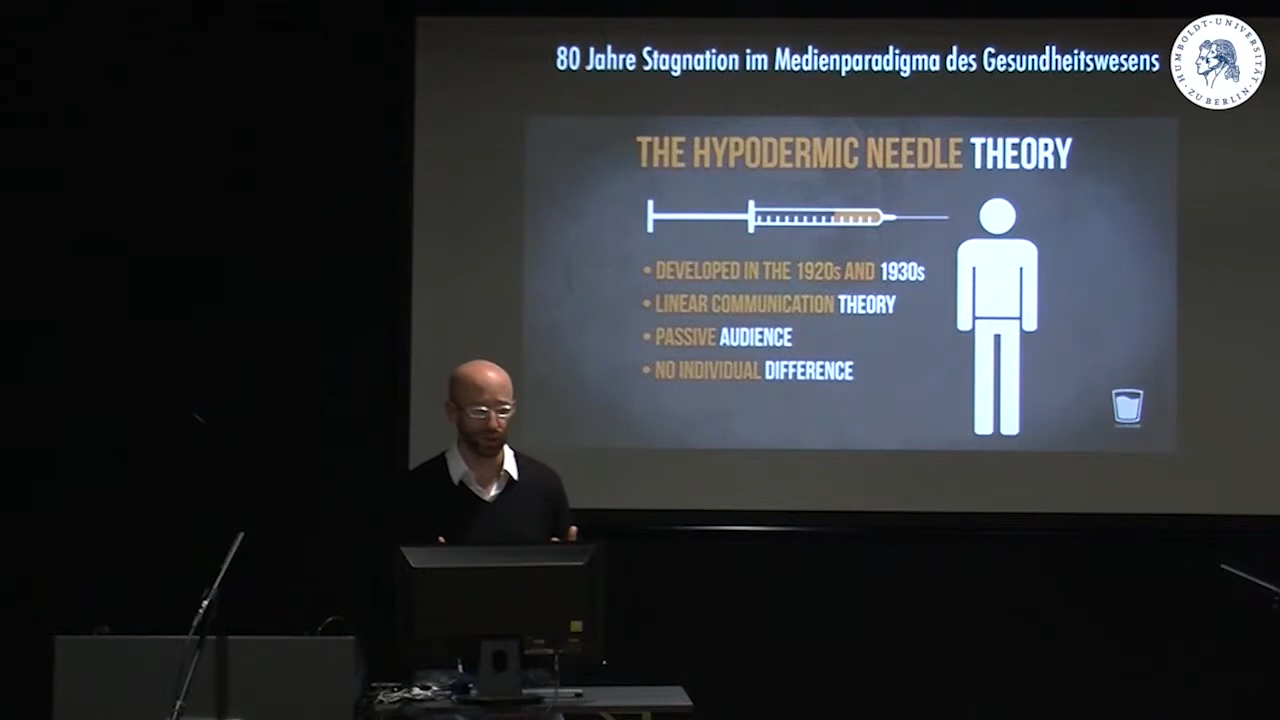 80 Jahre Stagnation im Medienparadigma des Gesundheitswesens
HUMBOLDT-UNIVERSITÄT
ZU BERLIN
THE HYPODERMIC NEEDLE THEORY
• DEVELOPED IN THE 1920s AND 1930s
• LINEAR COMMUNICATION THEORY
• PASSIVE AUDIENCE
• NO INDIVIDUAL DIFFERENCE